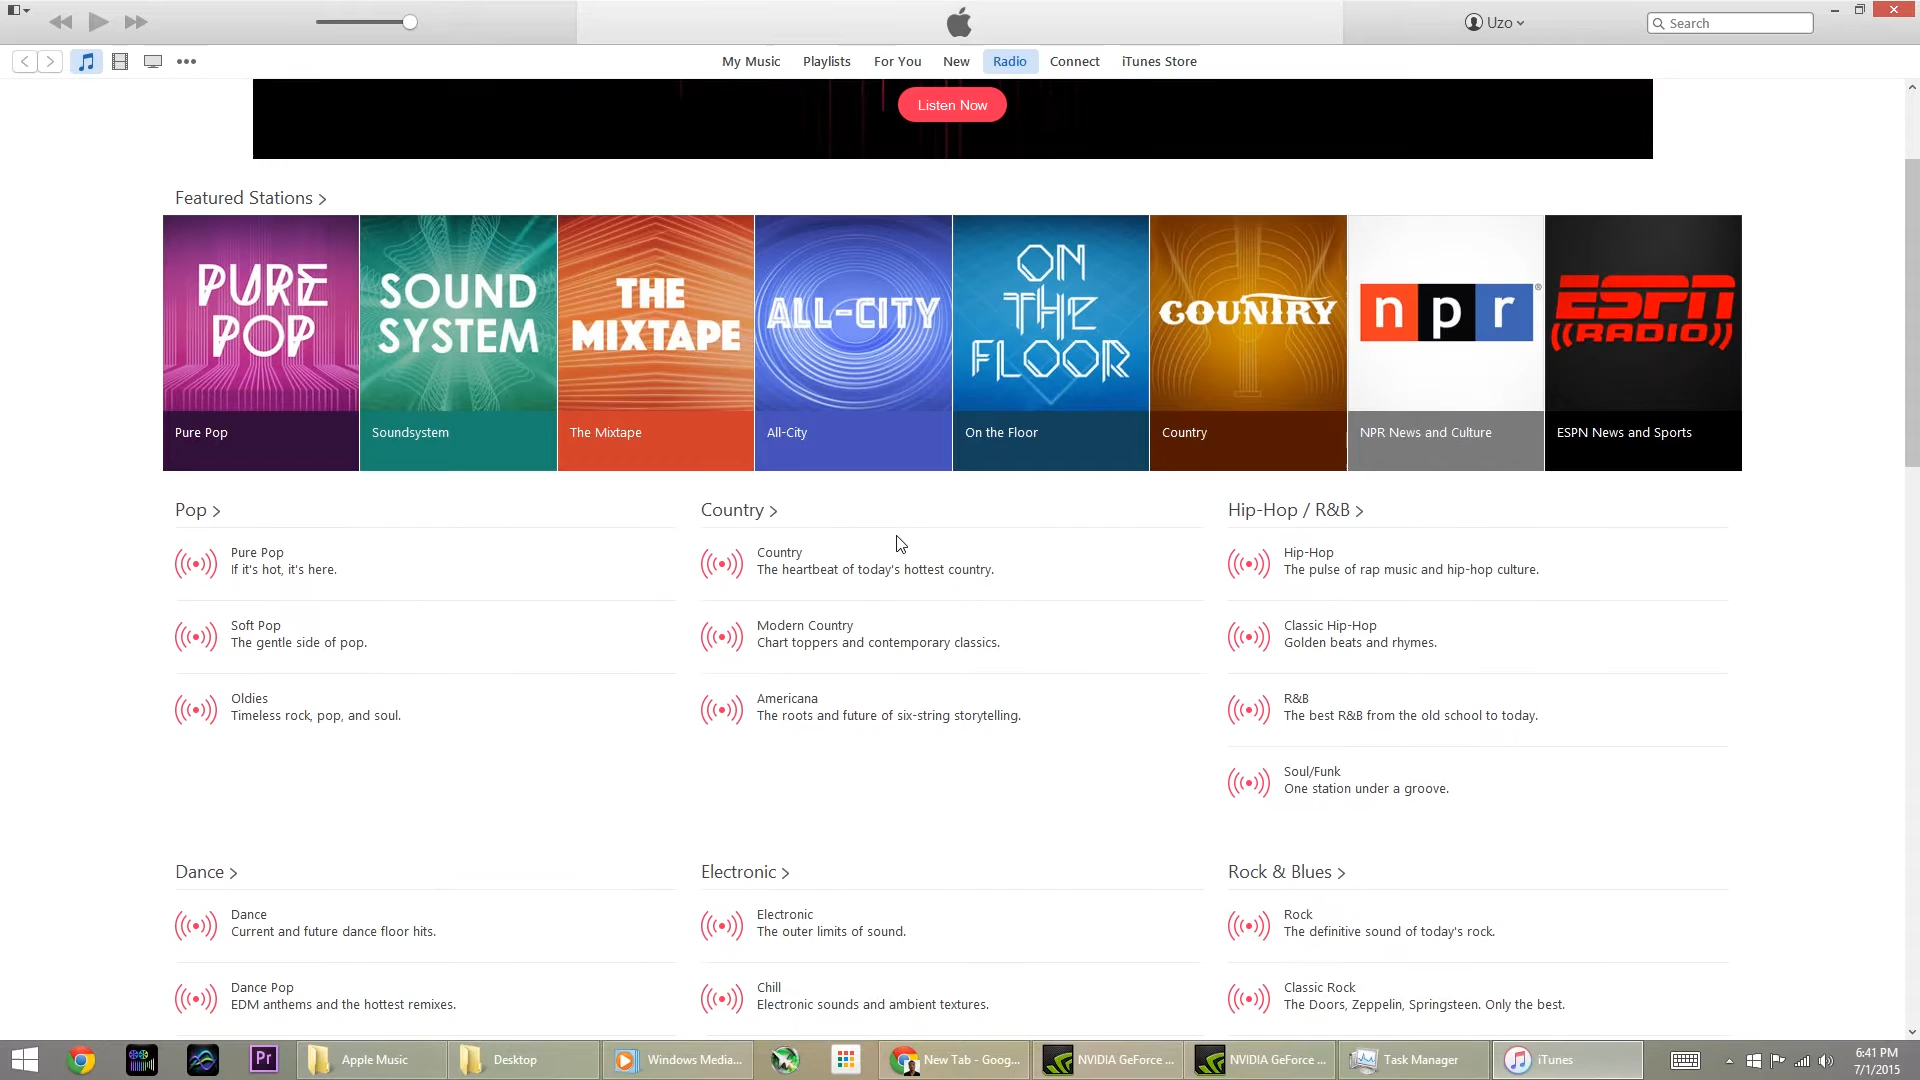 Uzo
Search
My Music Playlists For You New Radio Connect iTunes Store
Listen Now
Featured Stations >
PURE POP
SOUND SYSTEM
THE MIXTAPE
ALL-CITY
ON THE FLOOR
COUNTRY
npr®
ESPN RADIO
Pure Pop
Soundsystem
The Mixtape
All-City
On the Floor
Country
NPR News and Culture
ESPN News and Sports
Pop >
Pure Pop
If it's hot, it's here.
Soft Pop
The gentle side of pop.
Oldies
Timeless rock, pop, and soul.
Country >
Country
The heartbeat of today's hottest country.
Modern Country
Chart toppers and contemporary classics.
Americana
The roots and future of six-string storytelling.
Hip-Hop / R&B >
Hip-Hop
The pulse of rap music and hip-hop culture.
Classic Hip-Hop
Golden beats and rhymes.
R&B
The best R&B from the old school to today.
Soul/Funk
One station under a groove.
Dance >
Dance
Current and future dance floor hits.
Dance Pop
EDM anthems and the hottest remixes.
Electronic >
Electronic
The outer limits of sound.
Chill
Electronic sounds and ambient textures.
Rock & Blues >
Rock
The definitive sound of today's rock.
Classic Rock
The Doors, Zeppelin, Springsteen. Only the best.
Pr
Apple Music
Desktop
Windows Media...
New Tab - Goog...
NVIDIA GeForce ...
NVIDIA GeForce ...
Task Manager
iTunes
6:41 PM
7/1/2015